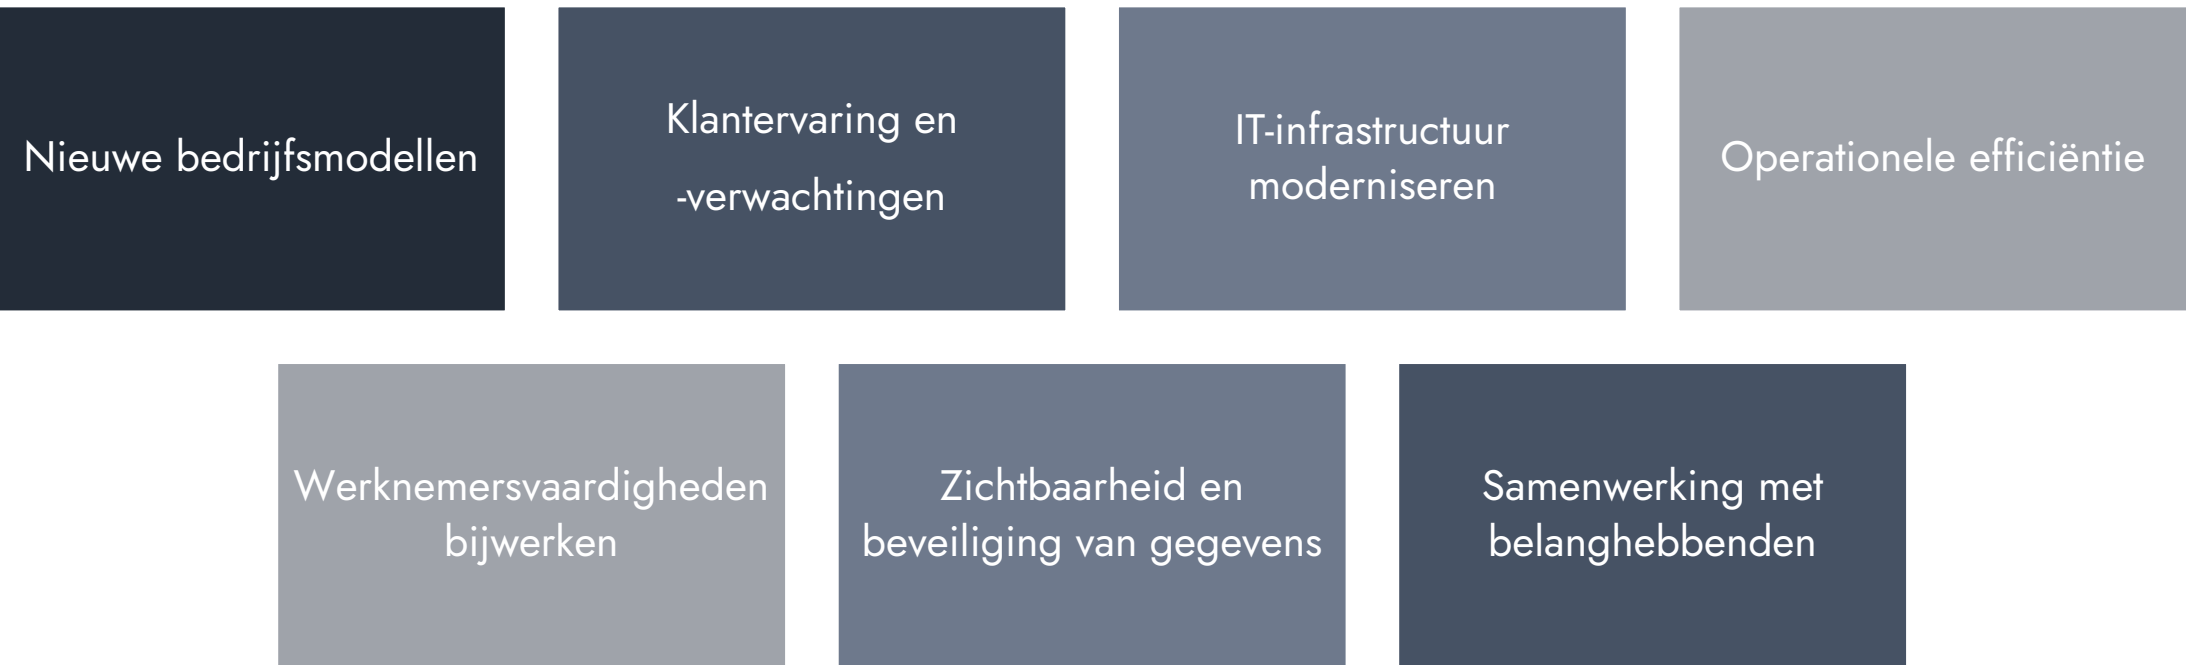 Nieuwe bedrijfsmodellen
Klantervaring en
-verwachtingen
IT-infrastructuur
moderniseren
Operationele efficiëntie
Werknemersvaardigheden
bijwerken
Zichtbaarheid en
beveiliging van gegevens
Samenwerking met
belanghebbenden